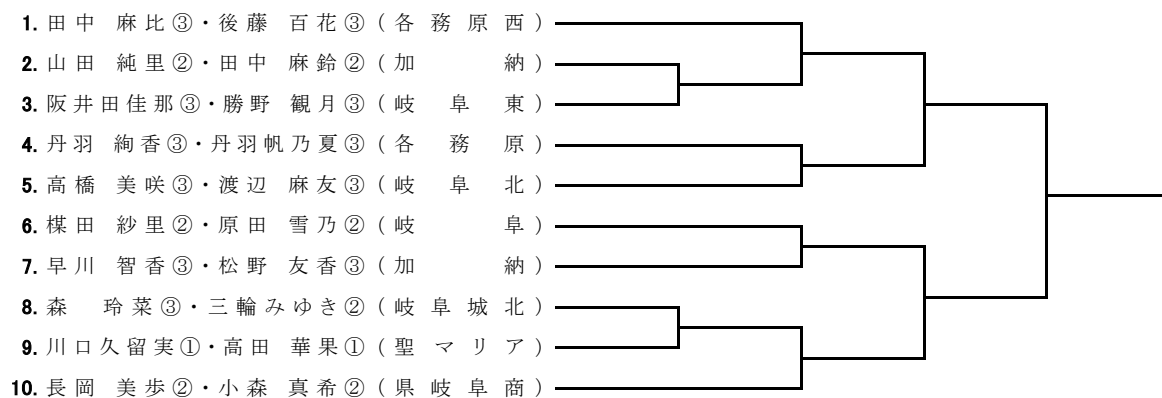 1. 田中 麻比③・後藤 百花③(各務原西)
2. 山田 純里②・田中 麻鈴②(加納)
3. 阪井田佳那③・勝野 観月③(岐阜東)
4. 丹羽 絢香③・丹羽帆乃夏③(各務原)
5. 高橋 美咲③・渡辺 麻友③(岐阜北)
6. 楳田 紗里②・原田 雪乃②(岐阜)
7. 早川 智香③・松野 友香③(加納)
8. 森 玲菜③・三輪みゆき②(岐阜城北)
9. 川口久留実①・高田 華果①(聖マリア)
10. 長岡 美歩②・小森 真希②(県岐阜商)